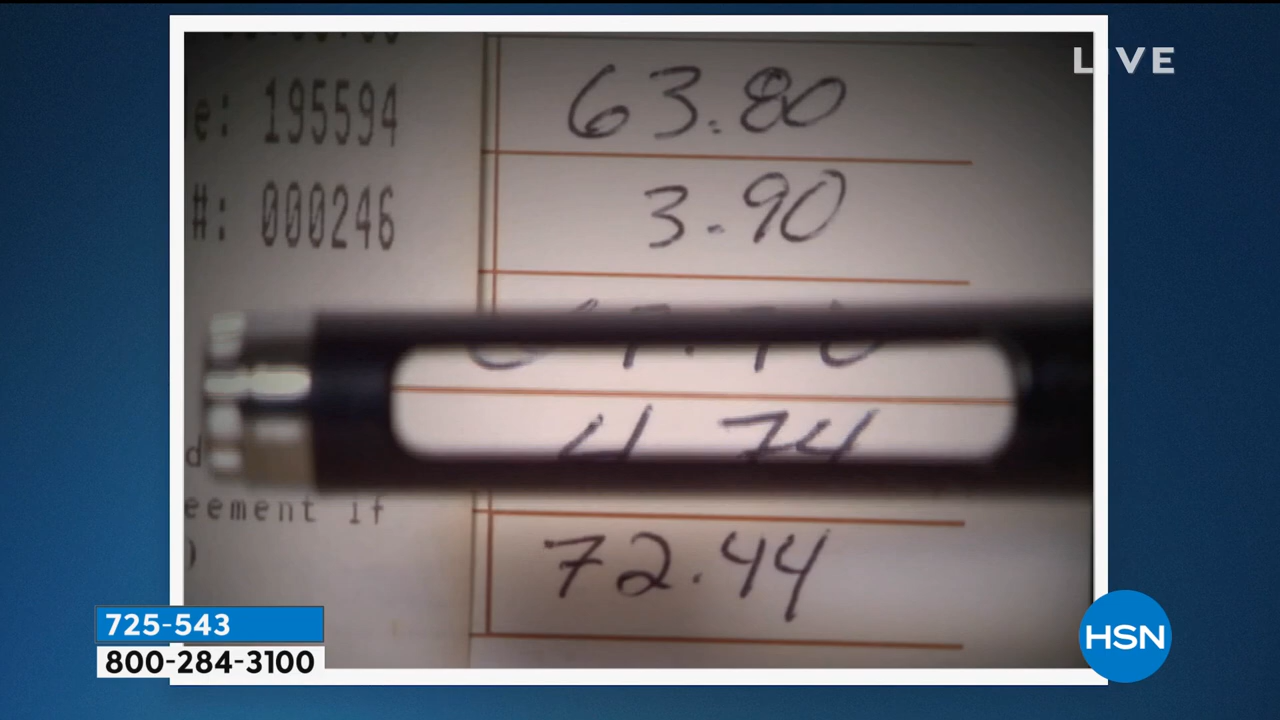 LIVE
e: 195594
63.80
#: 000246
3.90
4.74
eement if
)
72.44
725-543
800-284-3100
HSN